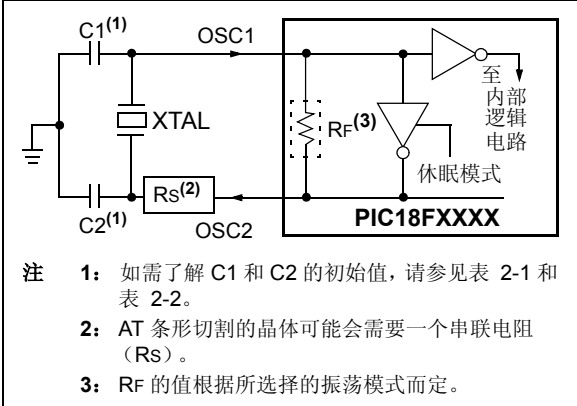 C1(1)
OSC1
至
内部
逻辑
电路
XTAL
RF(3)
休眠模式
RS(2)
C2(1)
OSC2
PIC18FXXXX
注 1: 如需了解 C1 和 C2 的初始值，请参见表 2-1 和
表 2-2。
2: AT 条形切割的晶体可能会需要一个串联电阻
（RS）。
3: RF 的值根据所选择的振荡模式而定。